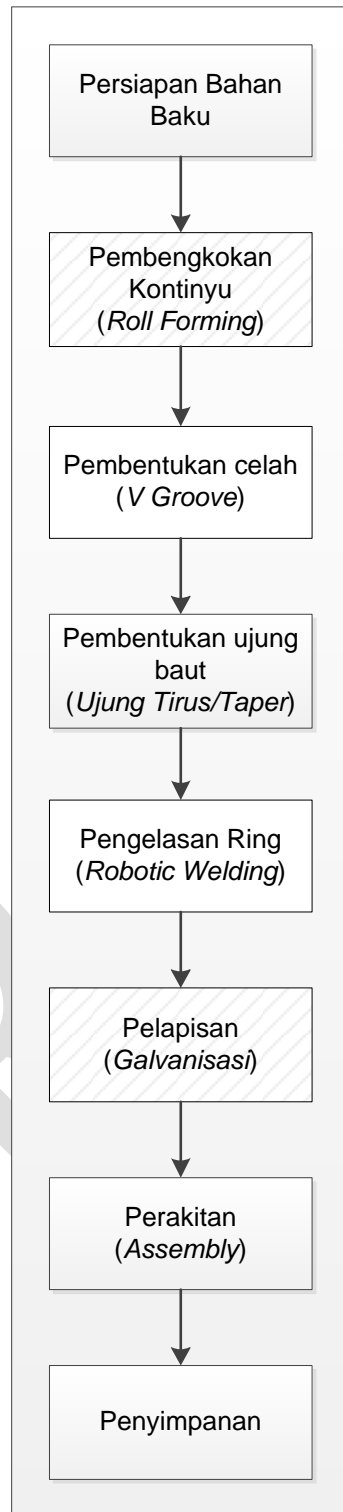 Persiapan Bahan
Baku
Pembengkokan
Kontinyu
(Roll Forming)
Pembentukan celah
(V Groove)
Pembentukan ujung
baut
(Ujung Tirus/Taper)
Pengelasan Ring
(Robotic Welding)
Pelapisan
(Galvanisasi)
Perakitan
(Assembly)
Penyimpanan